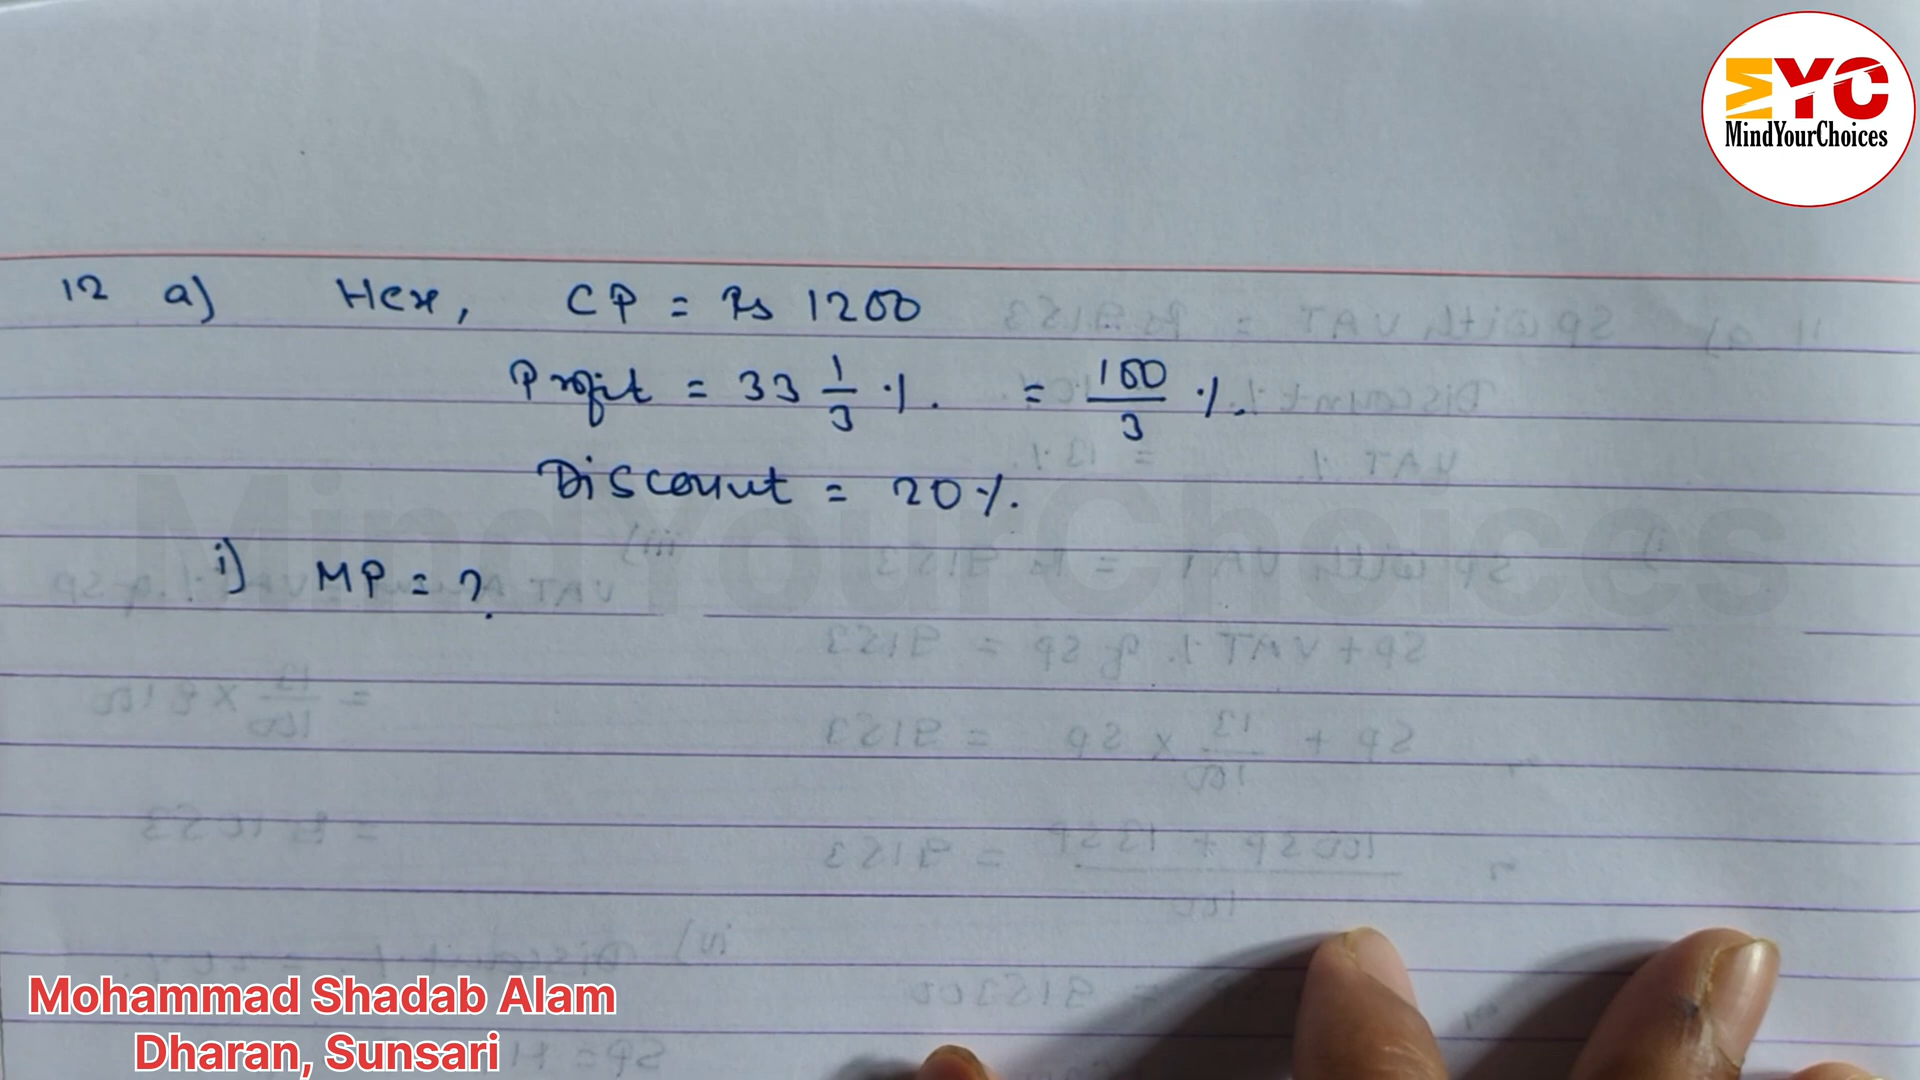 MYC
MindYourChoices
12 a) Here, CP = Rs 1200
Profit = 33 1/3 % = 100/3 %.
Discount = 20%.
i) MP = ?
MindYourChoices
Mohammad Shadab Alam
Dharan, Sunsari